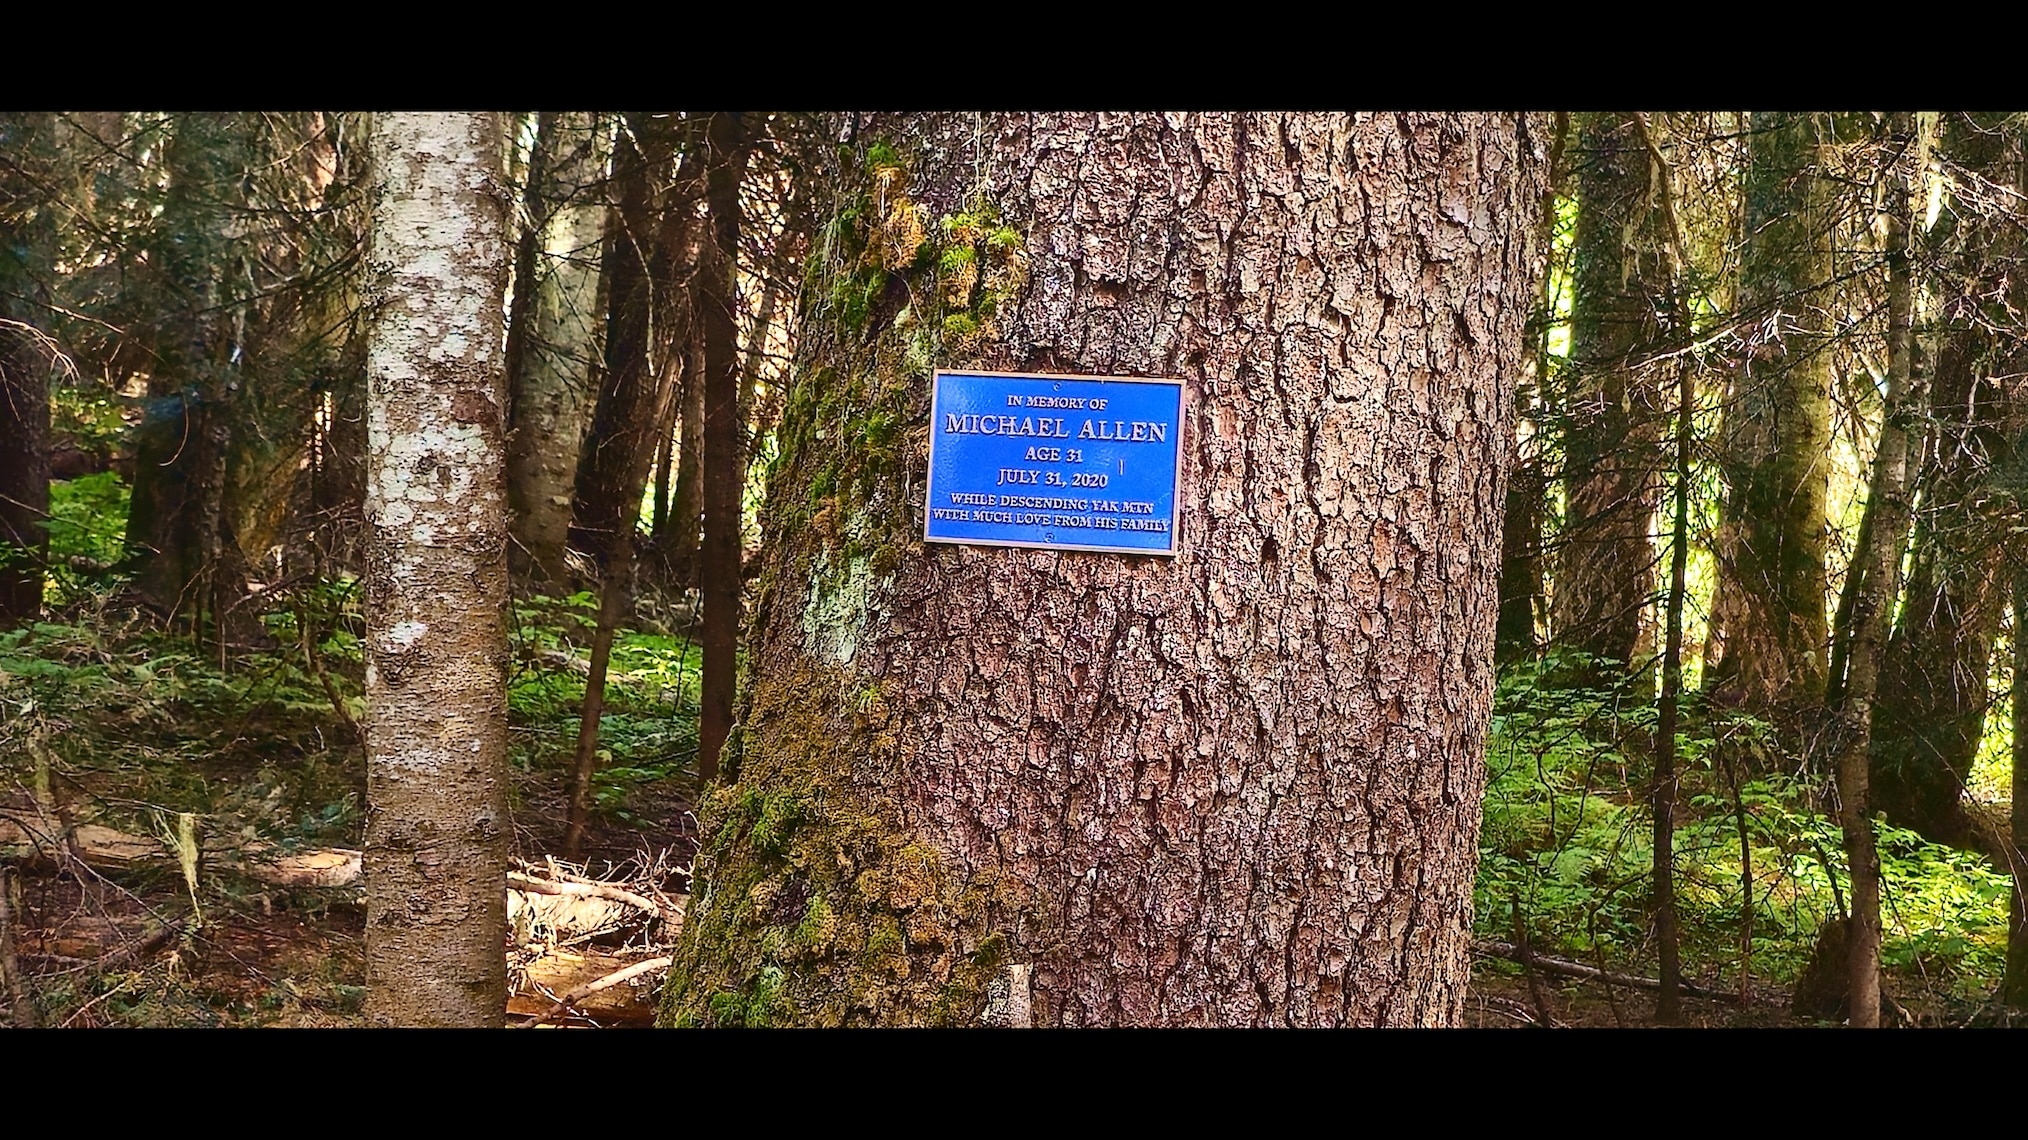 IN MEMORY OF
MICHAEL ALLEN
AGE 31
JULY 31, 2020
WHILE DESCENDING YAK MTN
WITH MUCH LOVE FROM HIS FAMILY